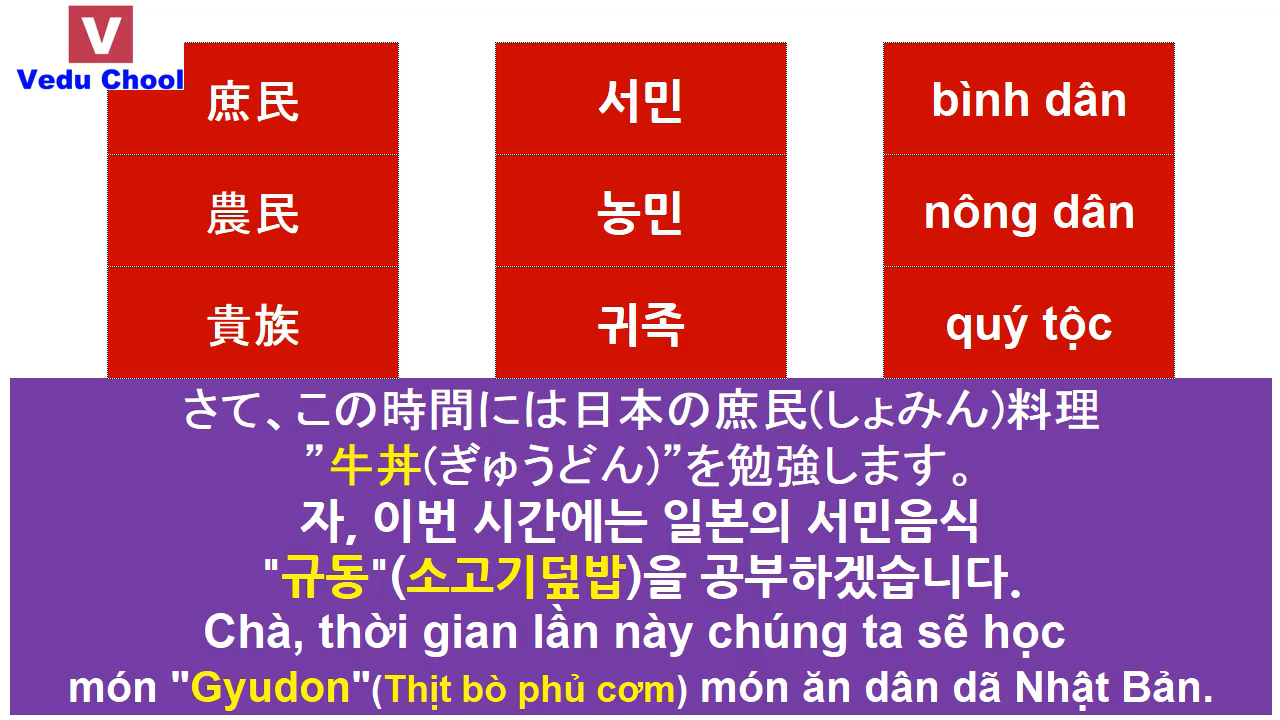 V
Vedu Chool
庶民 서민 bình dân
農民 농민 nông dân
貴族 귀족 quý tộc
さて、この時間には日本の庶民(しょみん)料理
”牛丼(ぎゅうどん)”を勉強します。
자, 이번 시간에는 일본의 서민음식
"규동"(소고기덮밥)을 공부하겠습니다.
Chà, thời gian lần này chúng ta sẽ học
món "Gyudon"(Thịt bò phủ cơm) món ăn dân dã Nhật Bản.